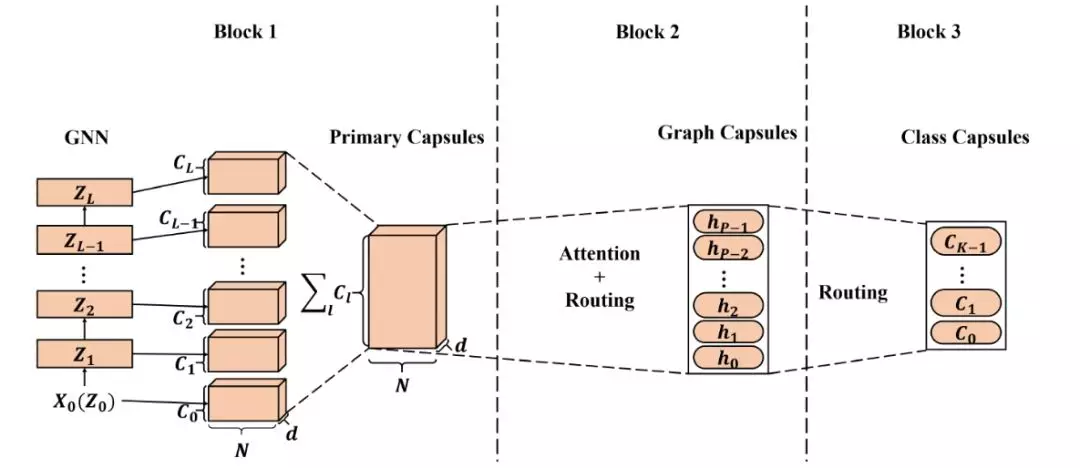 Block 1
Block 2
Block 3
GNN
Primary Capsules
Graph Capsules
Class Capsules
Z_L
C_L
Z_{L-1}
C_{L-1}
⋮
⋮
Z_2
C_2
Z_1
C_1
X_0(Z_0)
C_0
N
d
∑_l C_l
N
d
Attention
+
Routing
h_{P-1}
h_{P-2}
⋮
h_2
h_1
h_0
Routing
C_{K-1}
⋮
C_1
C_0